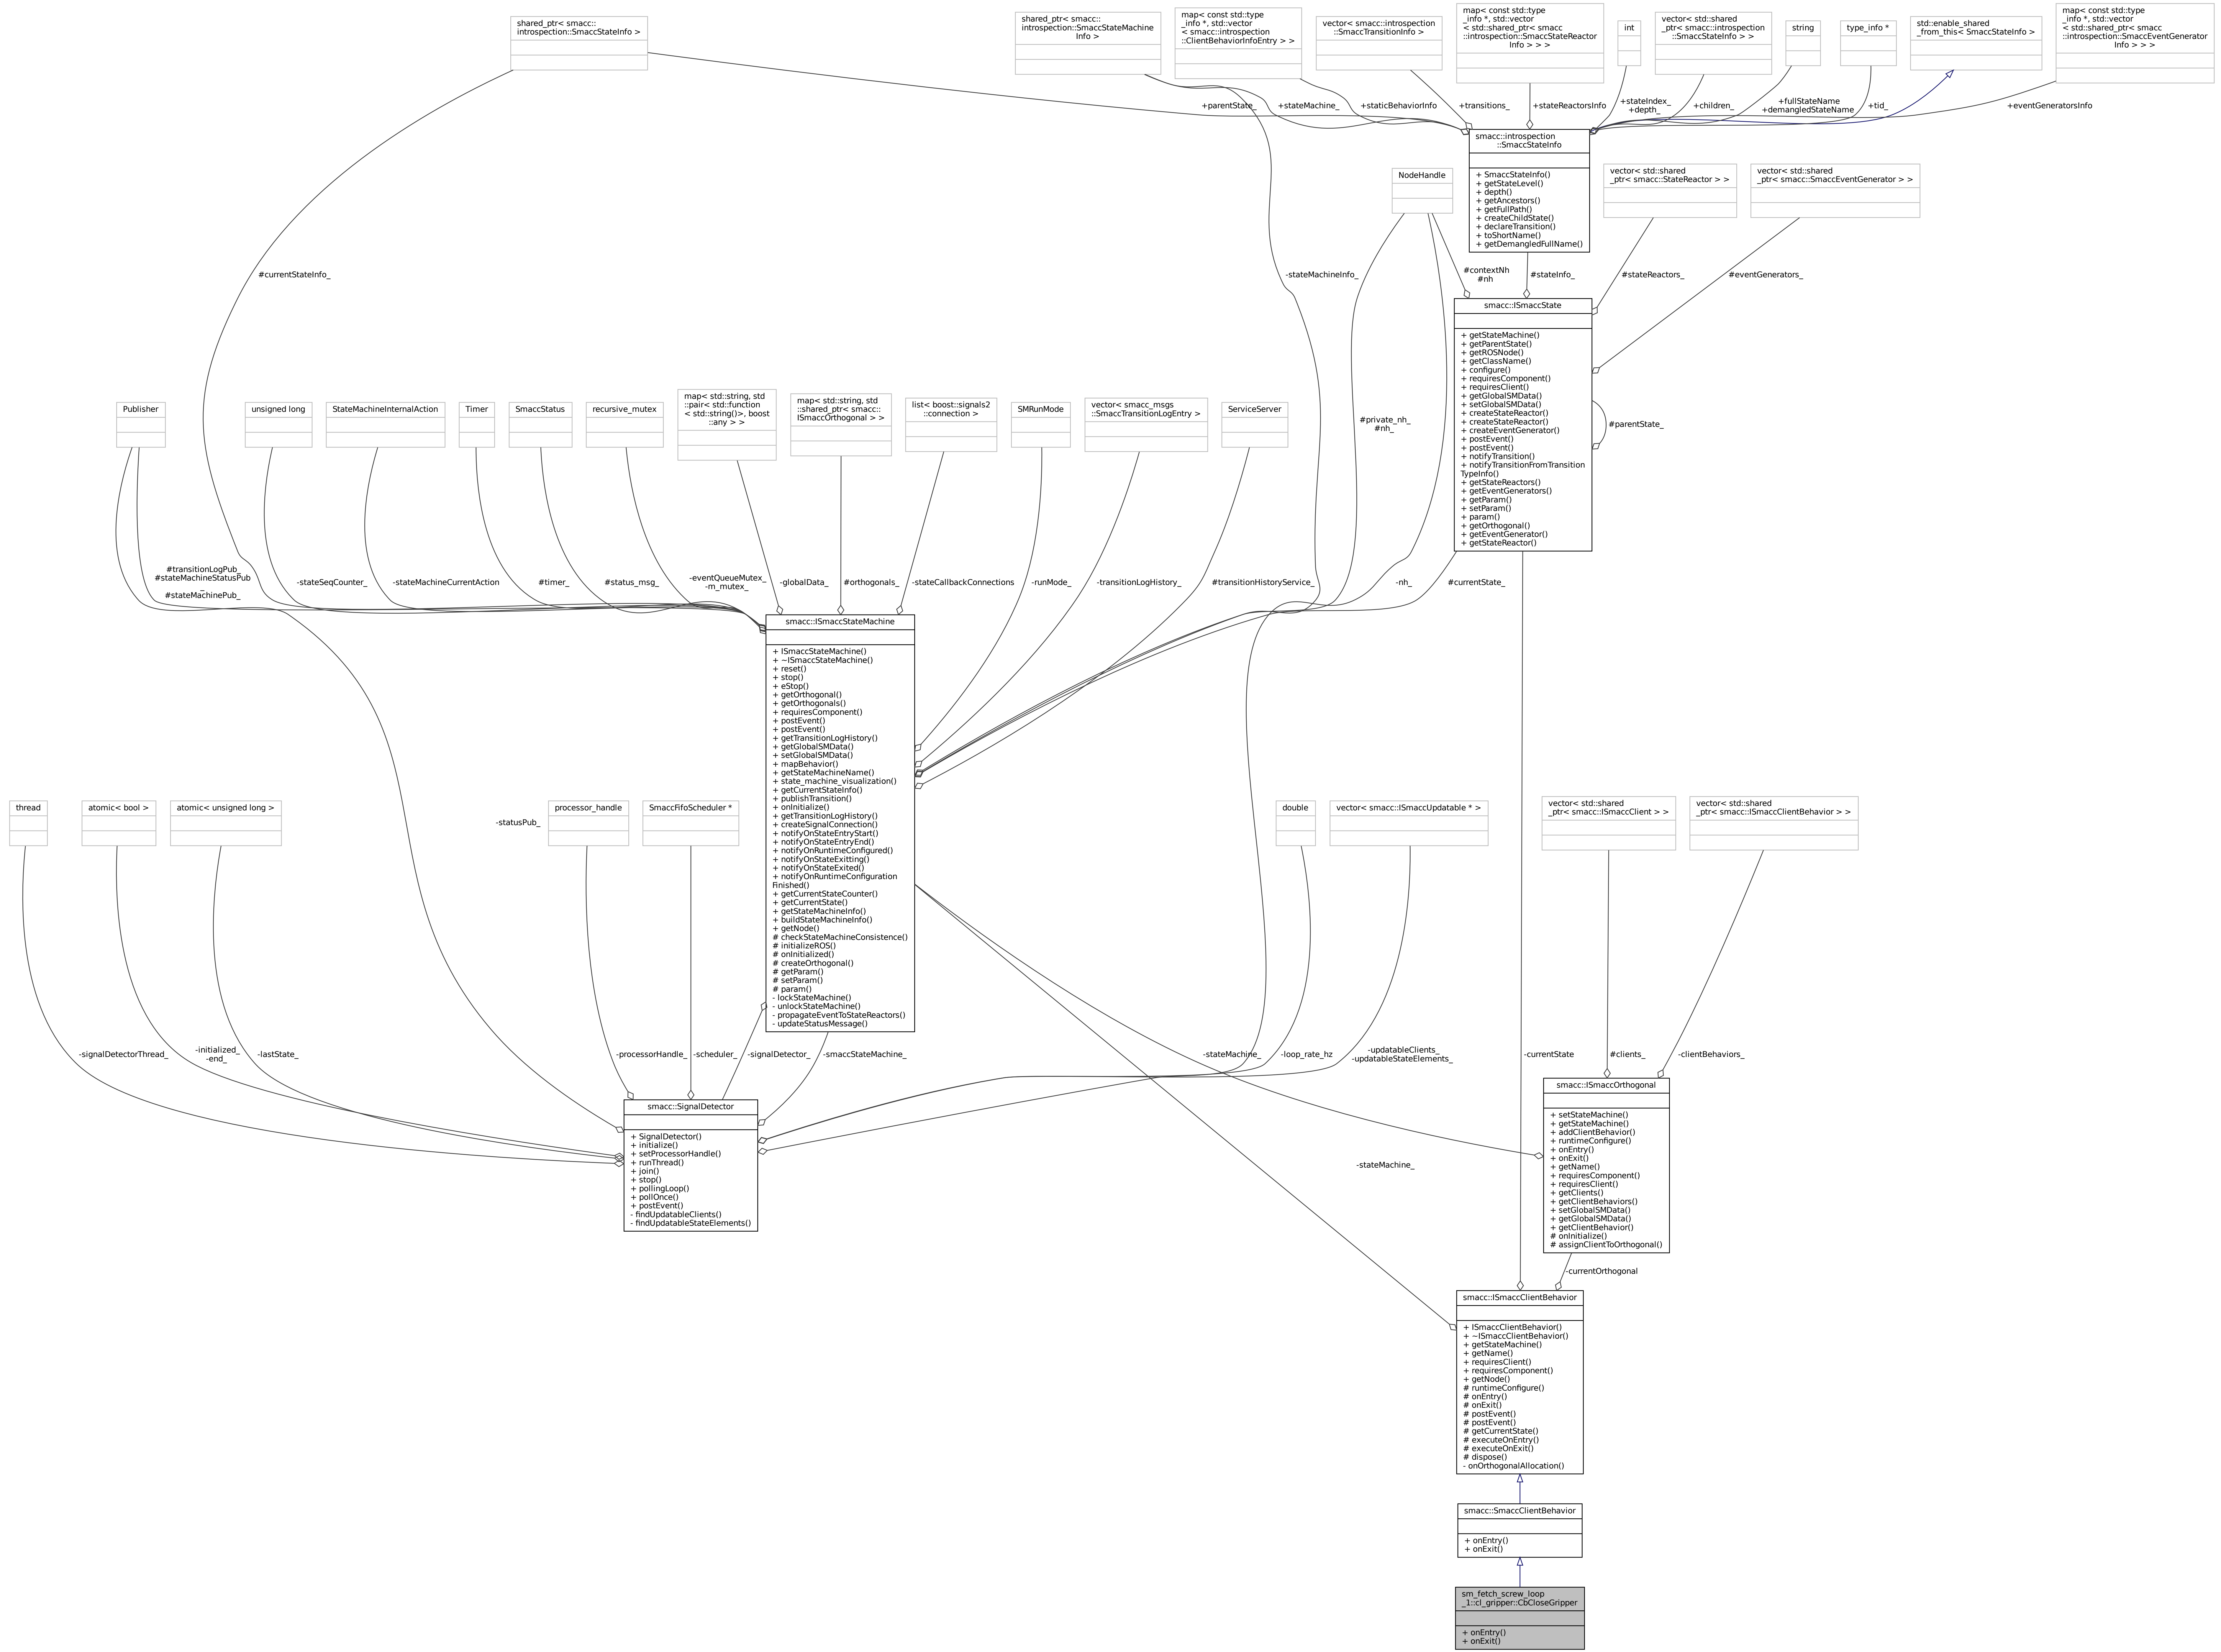 shared_ptr< smacc::
introspection::SmaccStateInfo >
shared_ptr< smacc::
introspection::SmaccStateMachine
Info >
map< const std::type
_info *, std::vector
< smacc::introspection
::ClientBehaviorInfoEntry > >
vector< smacc::introspection
::SmaccTransitionInfo >
map< const std::type
_info *, std::vector
< std::shared_ptr< smacc
::introspection::SmaccStateReactor
Info > > >
int
vector< std::shared
_ptr< smacc::introspection
::SmaccStateInfo > >
string
type_info *
std::enable_shared
_from_this< SmaccStateInfo >
map< const std::type
_info *, std::vector
< std::shared_ptr< smacc
::introspection::SmaccEventGenerator
Info > > >
+parentState_
+stateMachine_
+staticBehaviorInfo
+transitions_
+stateReactorsInfo
+stateIndex_
+depth_
+children_
+fullStateName
+demangledStateName
+tid_
+eventGeneratorsInfo
smacc::introspection
::SmaccStateInfo
+ SmaccStateInfo()
+ getStateLevel()
+ depth()
+ getAncestors()
+ getFullPath()
+ createChildState()
+ declareTransition()
+ toShortName()
+ getDemangledFullName()
NodeHandle
vector< std::shared
_ptr< smacc::StateReactor > >
vector< std::shared
_ptr< smacc::SmaccEventGenerator > >
#currentStateInfo_
-stateMachineInfo_
#contextNh
#nh
#stateInfo_
#stateReactors_
#eventGenerators_
smacc::ISmaccState
+ getStateMachine()
+ getParentState()
+ getROSNode()
+ getClassName()
+ configure()
+ requiresComponent()
+ requiresClient()
+ getGlobalSMData()
+ setGlobalSMData()
+ createStateReactor()
+ createStateReactor()
+ createEventGenerator()
+ postEvent()
+ postEvent()
+ notifyTransition()
+ notifyTransitionFromTransition
TypeInfo()
+ getStateReactors()
+ getEventGenerators()
+ getParam()
+ setParam()
+ param()
+ getOrthogonal()
+ getEventGenerator()
+ getStateReactor()
#parentState_
#private_nh_
#nh_
Publisher
unsigned long
StateMachineInternalAction
Timer
SmaccStatus
recursive_mutex
map< std::string, std
::pair< std::function
< std::string()>, boost
::any > >
map< std::string, std
::shared_ptr< smacc::
ISmaccOrthogonal > >
list< boost::signals2
::connection >
SMRunMode
vector< smacc_msgs
::SmaccTransitionLogEntry >
ServiceServer
#transitionLogPub_
#stateMachineStatusPub
_
#stateMachinePub_
-stateSeqCounter_
-stateMachineCurrentAction
#timer_
#status_msg_
-eventQueueMutex_
-m_mutex_
-globalData_
#orthogonals_
-stateCallbackConnections
-runMode_
-transitionLogHistory_
#transitionHistoryService_
-nh_
#currentState_
smacc::ISmaccStateMachine
+ ISmaccStateMachine()
+ ~ISmaccStateMachine()
+ reset()
+ stop()
+ eStop()
+ getOrthogonal()
+ getOrthogonals()
+ requiresComponent()
+ postEvent()
+ postEvent()
+ getTransitionLogHistory()
+ getGlobalSMData()
+ setGlobalSMData()
+ mapBehavior()
+ getStateMachineName()
+ state_machine_visualization()
+ getCurrentStateInfo()
+ publishTransition()
+ onInitialize()
+ getTransitionLogHistory()
+ createSignalConnection()
+ notifyOnStateEntryStart()
+ notifyOnStateEntryEnd()
+ notifyOnRuntimeConfigured()
+ notifyOnStateExitting()
+ notifyOnStateExited()
+ notifyOnRuntimeConfiguration
Finished()
+ getCurrentStateCounter()
+ getCurrentState()
+ getStateMachineInfo()
+ buildStateMachineInfo()
+ getNode()
# checkStateMachineConsistence()
# initializeROS()
# onInitialized()
# createOrthogonal()
# getParam()
# setParam()
# param()
- lockStateMachine()
- unlockStateMachine()
- propagateEventToStateReactors()
- updateStatusMessage()
thread
atomic< bool >
atomic< unsigned long >
-statusPub_
processor_handle
SmaccFifoScheduler *
double
vector< smacc::ISmaccUpdatable * >
vector< std::shared
_ptr< smacc::ISmaccClient > >
vector< std::shared
_ptr< smacc::ISmaccClientBehavior > >
-signalDetectorThread_
-initialized_
-end_
-lastState_
-processorHandle_
-scheduler_
-signalDetector_
-smaccStateMachine_
-stateMachine_
-loop_rate_hz
-updatableClients_
-updatableStateElements_
-currentState
#clients_
-clientBehaviors_
smacc::SignalDetector
+ SignalDetector()
+ initialize()
+ setProcessorHandle()
+ runThread()
+ join()
+ stop()
+ pollingLoop()
+ pollOnce()
+ postEvent()
- findUpdatableClients()
- findUpdatableStateElements()
smacc::ISmaccOrthogonal
+ setStateMachine()
+ getStateMachine()
+ addClientBehavior()
+ runtimeConfigure()
+ onEntry()
+ onExit()
+ getName()
+ requiresComponent()
+ requiresClient()
+ getClients()
+ getClientBehaviors()
+ setGlobalSMData()
+ getGlobalSMData()
+ getClientBehavior()
# onInitialize()
# assignClientToOrthogonal()
-stateMachine_
-currentOrthogonal
smacc::ISmaccClientBehavior
+ ISmaccClientBehavior()
+ ~ISmaccClientBehavior()
+ getStateMachine()
+ getName()
+ requiresClient()
+ requiresComponent()
+ getNode()
# runtimeConfigure()
# onEntry()
# onExit()
# postEvent()
# postEvent()
# getCurrentState()
# executeOnEntry()
# executeOnExit()
# dispose()
- onOrthogonalAllocation()
smacc::SmaccClientBehavior
+ onEntry()
+ onExit()
sm_fetch_screw_loop
_1::cl_gripper::CbCloseGripper
+ onEntry()
+ onExit()